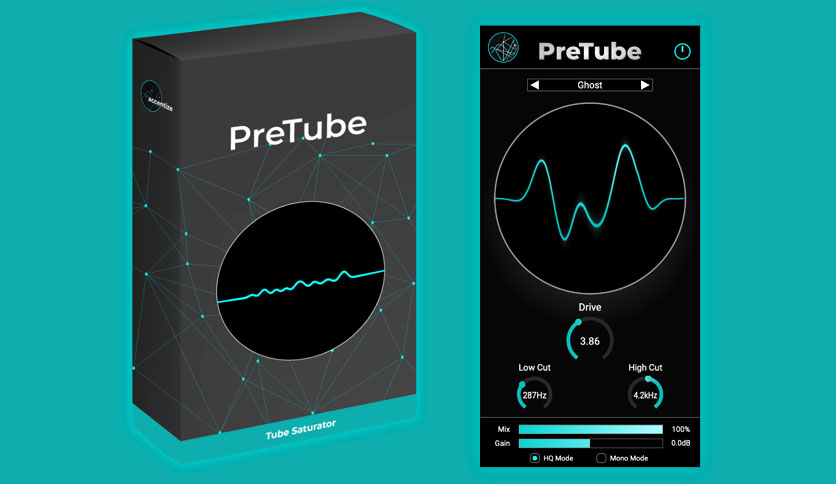 accentize
PreTube
Tube Saturator
PreTube
Ghost
Drive
3.86
Low Cut
High Cut
287Hz
4.2kHz
Mix
100%
Gain
0.0dB
HQ Mode
Mono Mode